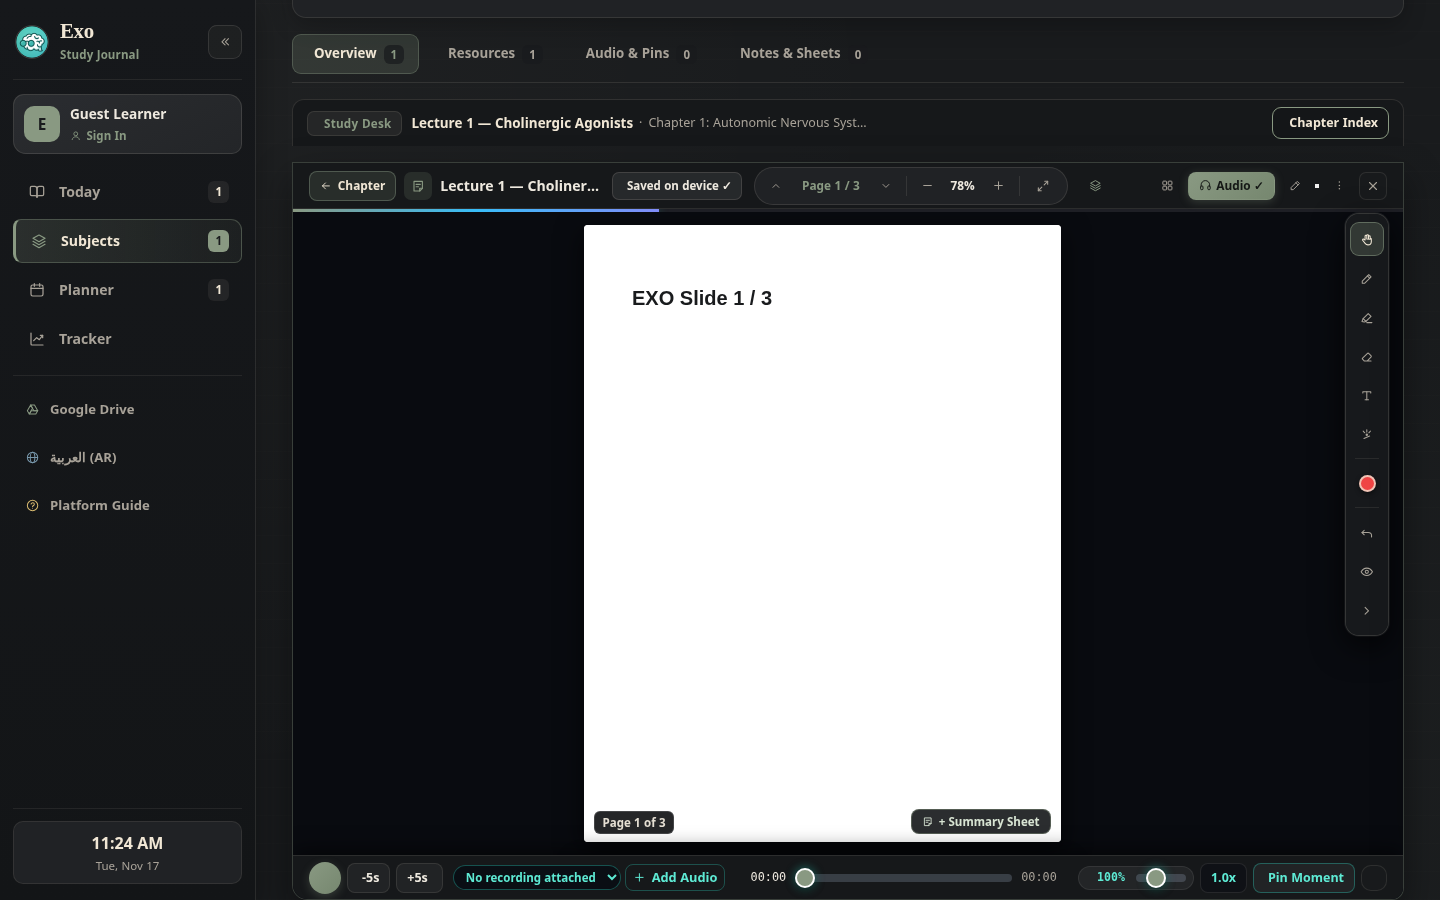 Exo
Study Journal
E
Guest Learner
Sign In
Today 1
Subjects 1
Planner 1
Tracker
Google Drive
العربية (AR)
Platform Guide
11:24 AM
Tue, Nov 17
Overview 1
Resources 1
Audio & Pins 0
Notes & Sheets 0
Study Desk Lecture 1 — Cholinergic Agonists · Chapter 1: Autonomic Nervous Syst...
Chapter Index
← Chapter
Lecture 1 — Choliner...
Saved on device ✓
Page 1 / 3
78%
Audio ✓
EXO Slide 1 / 3
Page 1 of 3
+ Summary Sheet
-5s
+5s
No recording attached
+ Add Audio
00:00
00:00
100%
1.0x
Pin Moment